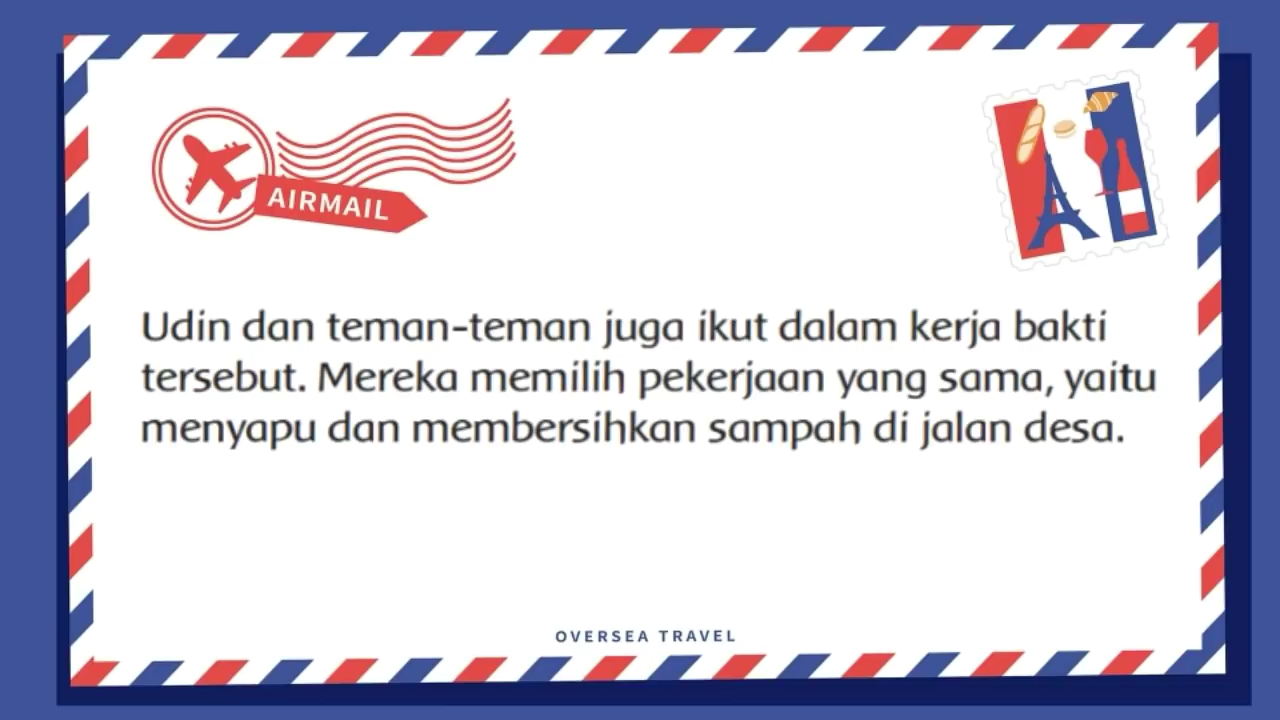 AIRMAIL
Udin dan teman-teman juga ikut dalam kerja bakti
tersebut. Mereka memilih pekerjaan yang sama, yaitu
menyapu dan membersihkan sampah di jalan desa.
OVERSEA TRAVEL